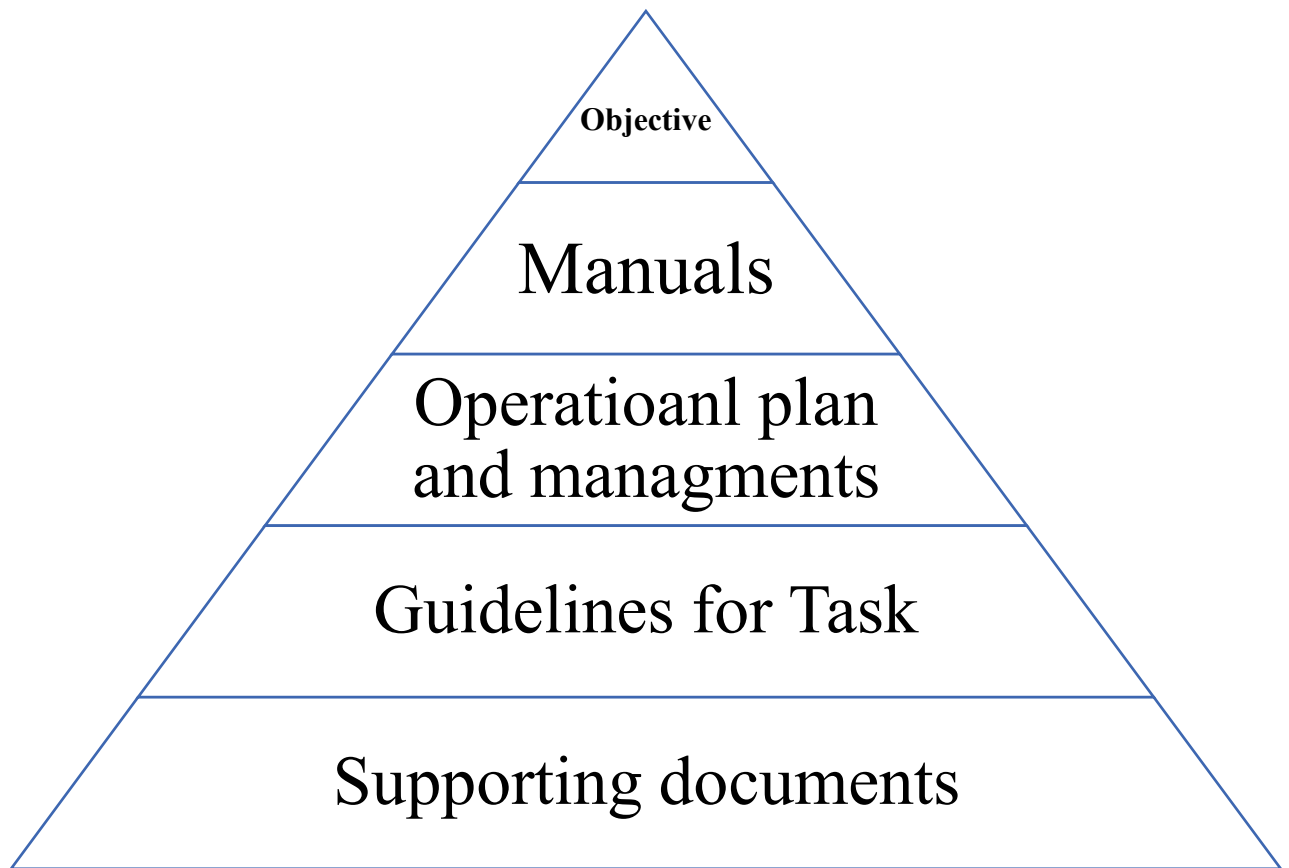 Objective
Manuals
Operatioanl plan
and managments
Guidelines for Task
Supporting documents